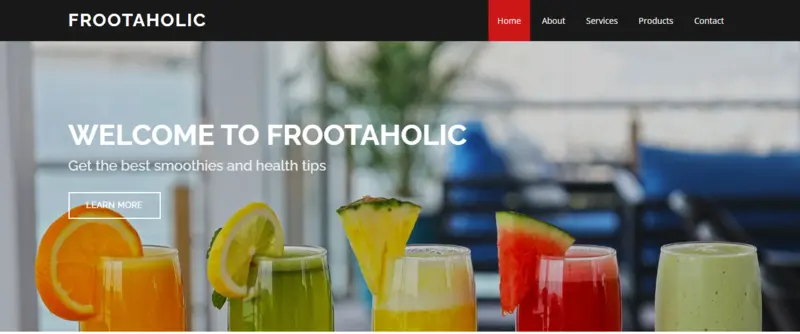 FROOTAHOLIC
Home About Services Products Contact
WELCOME TO FROOTAHOLIC
Get the best smoothies and health tips
LEARN MORE